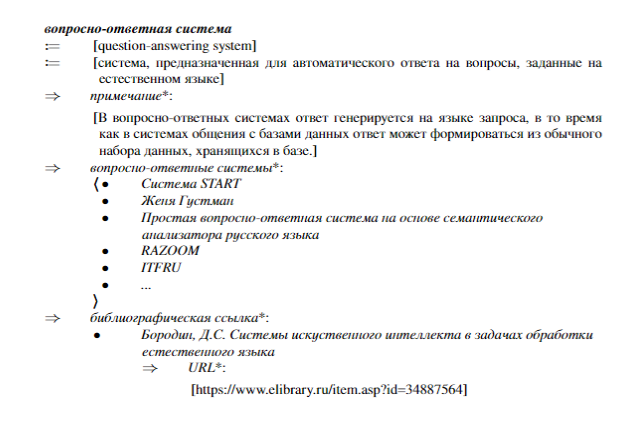 вопросно-ответная система
:= [question-answering system]
:= [система, предназначенная для автоматического ответа на вопросы, заданные на
естественном языке]
⇒ примечание*:
[В вопросно-ответных системах ответ генерируется на языке запроса, в то время
как в системах общения с базами данных ответ может формироваться из обычного
набора данных, хранящихся в базе.]
⇒ вопросно-ответные системы*:
⟨ • Система START
• Женя Густман
• Простая вопросно-ответная система на основе семантического
анализатора русского языка
• RAZOOM
• ITFRU
• ...
⟩
⇒ библиографическая ссылка*:
• Бородин, Д.С. Системы искуственного интеллекта в задачах обработки
естественного языка
⇒ URL*:
[https://www.elibrary.ru/item.asp?id=34887564]